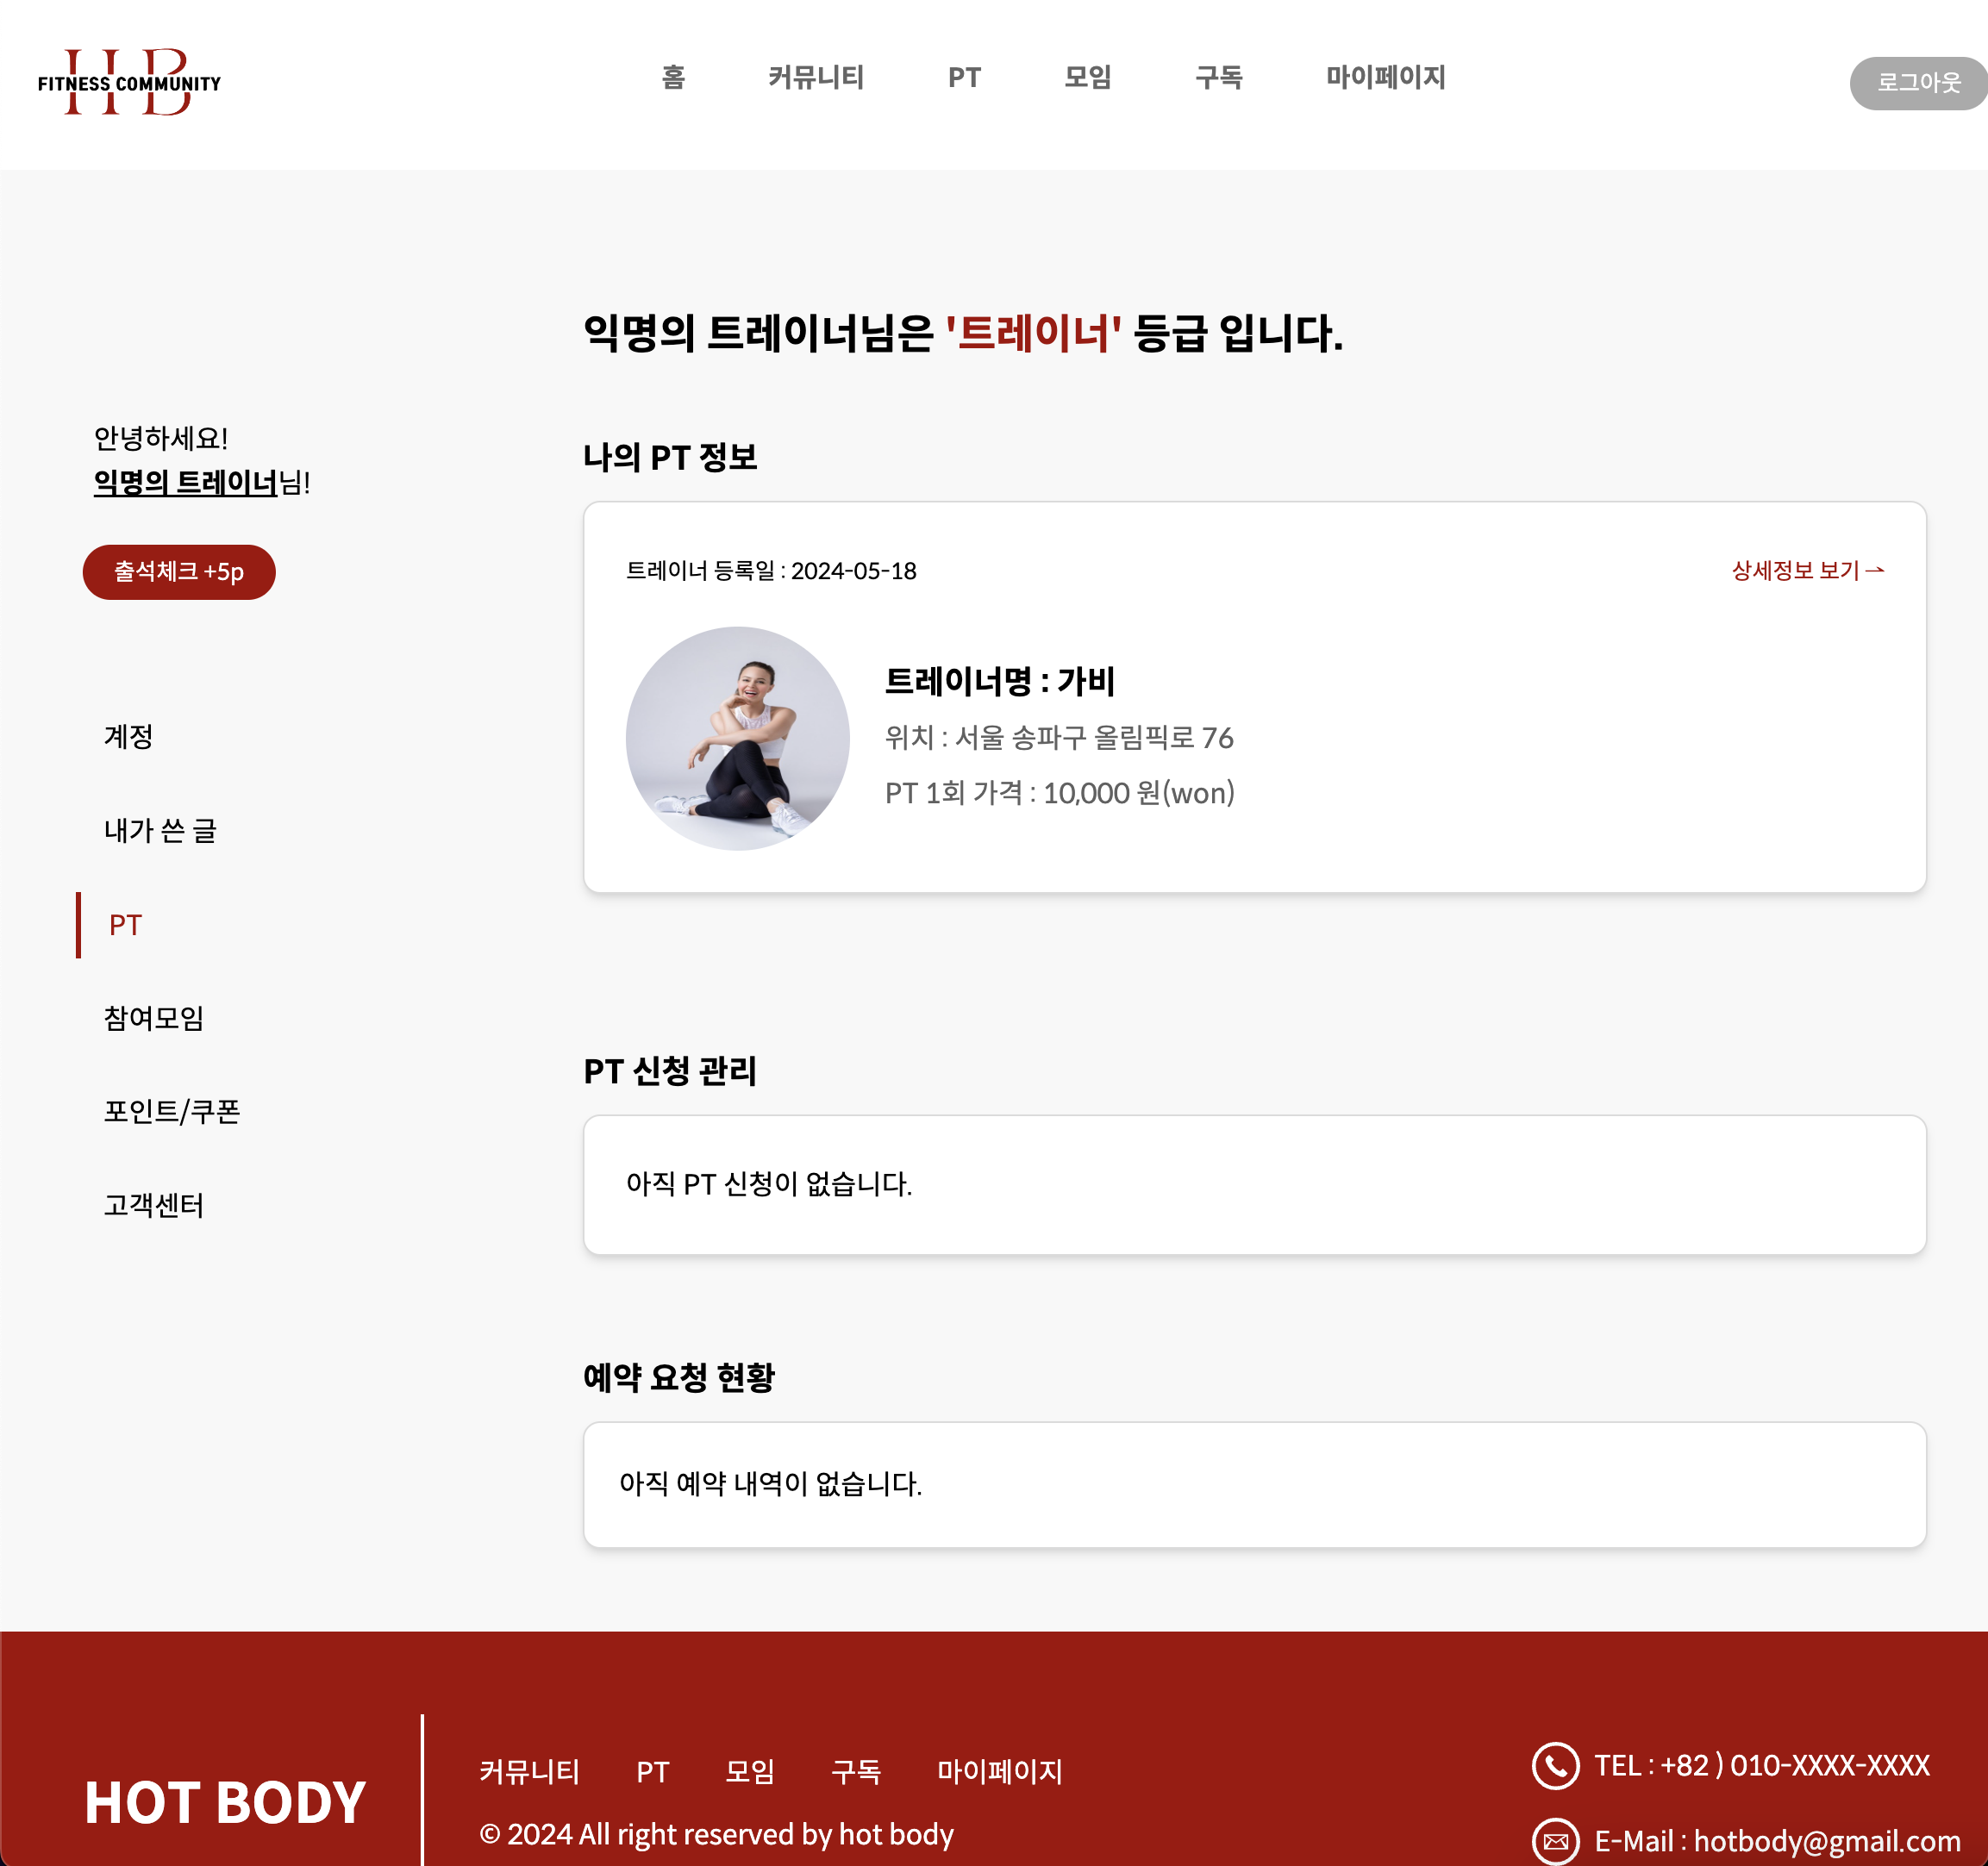 HB
FITNESS COMMUNITY
홈 커뮤니티 PT 모임 구독 마이페이지
로그아웃
익명의 트레이너님은 '트레이너' 등급 입니다.
안녕하세요!
익명의 트레이너님!
출석체크 +5p
계정
내가 쓴 글
PT
참여모임
포인트/쿠폰
고객센터
나의 PT 정보
트레이너 등록일 : 2024-05-18
상세정보 보기 →
트레이너명 : 가비
위치 : 서울 송파구 올림픽로 76
PT 1회 가격 : 10,000 원(won)
PT 신청 관리
아직 PT 신청이 없습니다.
예약 요청 현황
아직 예약 내역이 없습니다.
HOT BODY
커뮤니티 PT 모임 구독 마이페이지
© 2024 All right reserved by hot body
TEL : +82 ) 010-XXXX-XXXX
E-Mail : hotbody@gmail.com